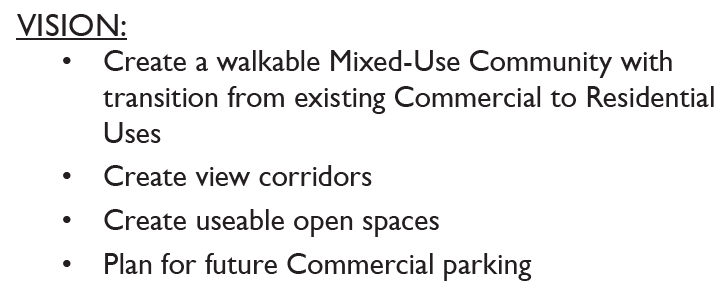 VISION:
• Create a walkable Mixed-Use Community with
transition from existing Commercial to Residential
Uses
• Create view corridors
• Create useable open spaces
• Plan for future Commercial parking